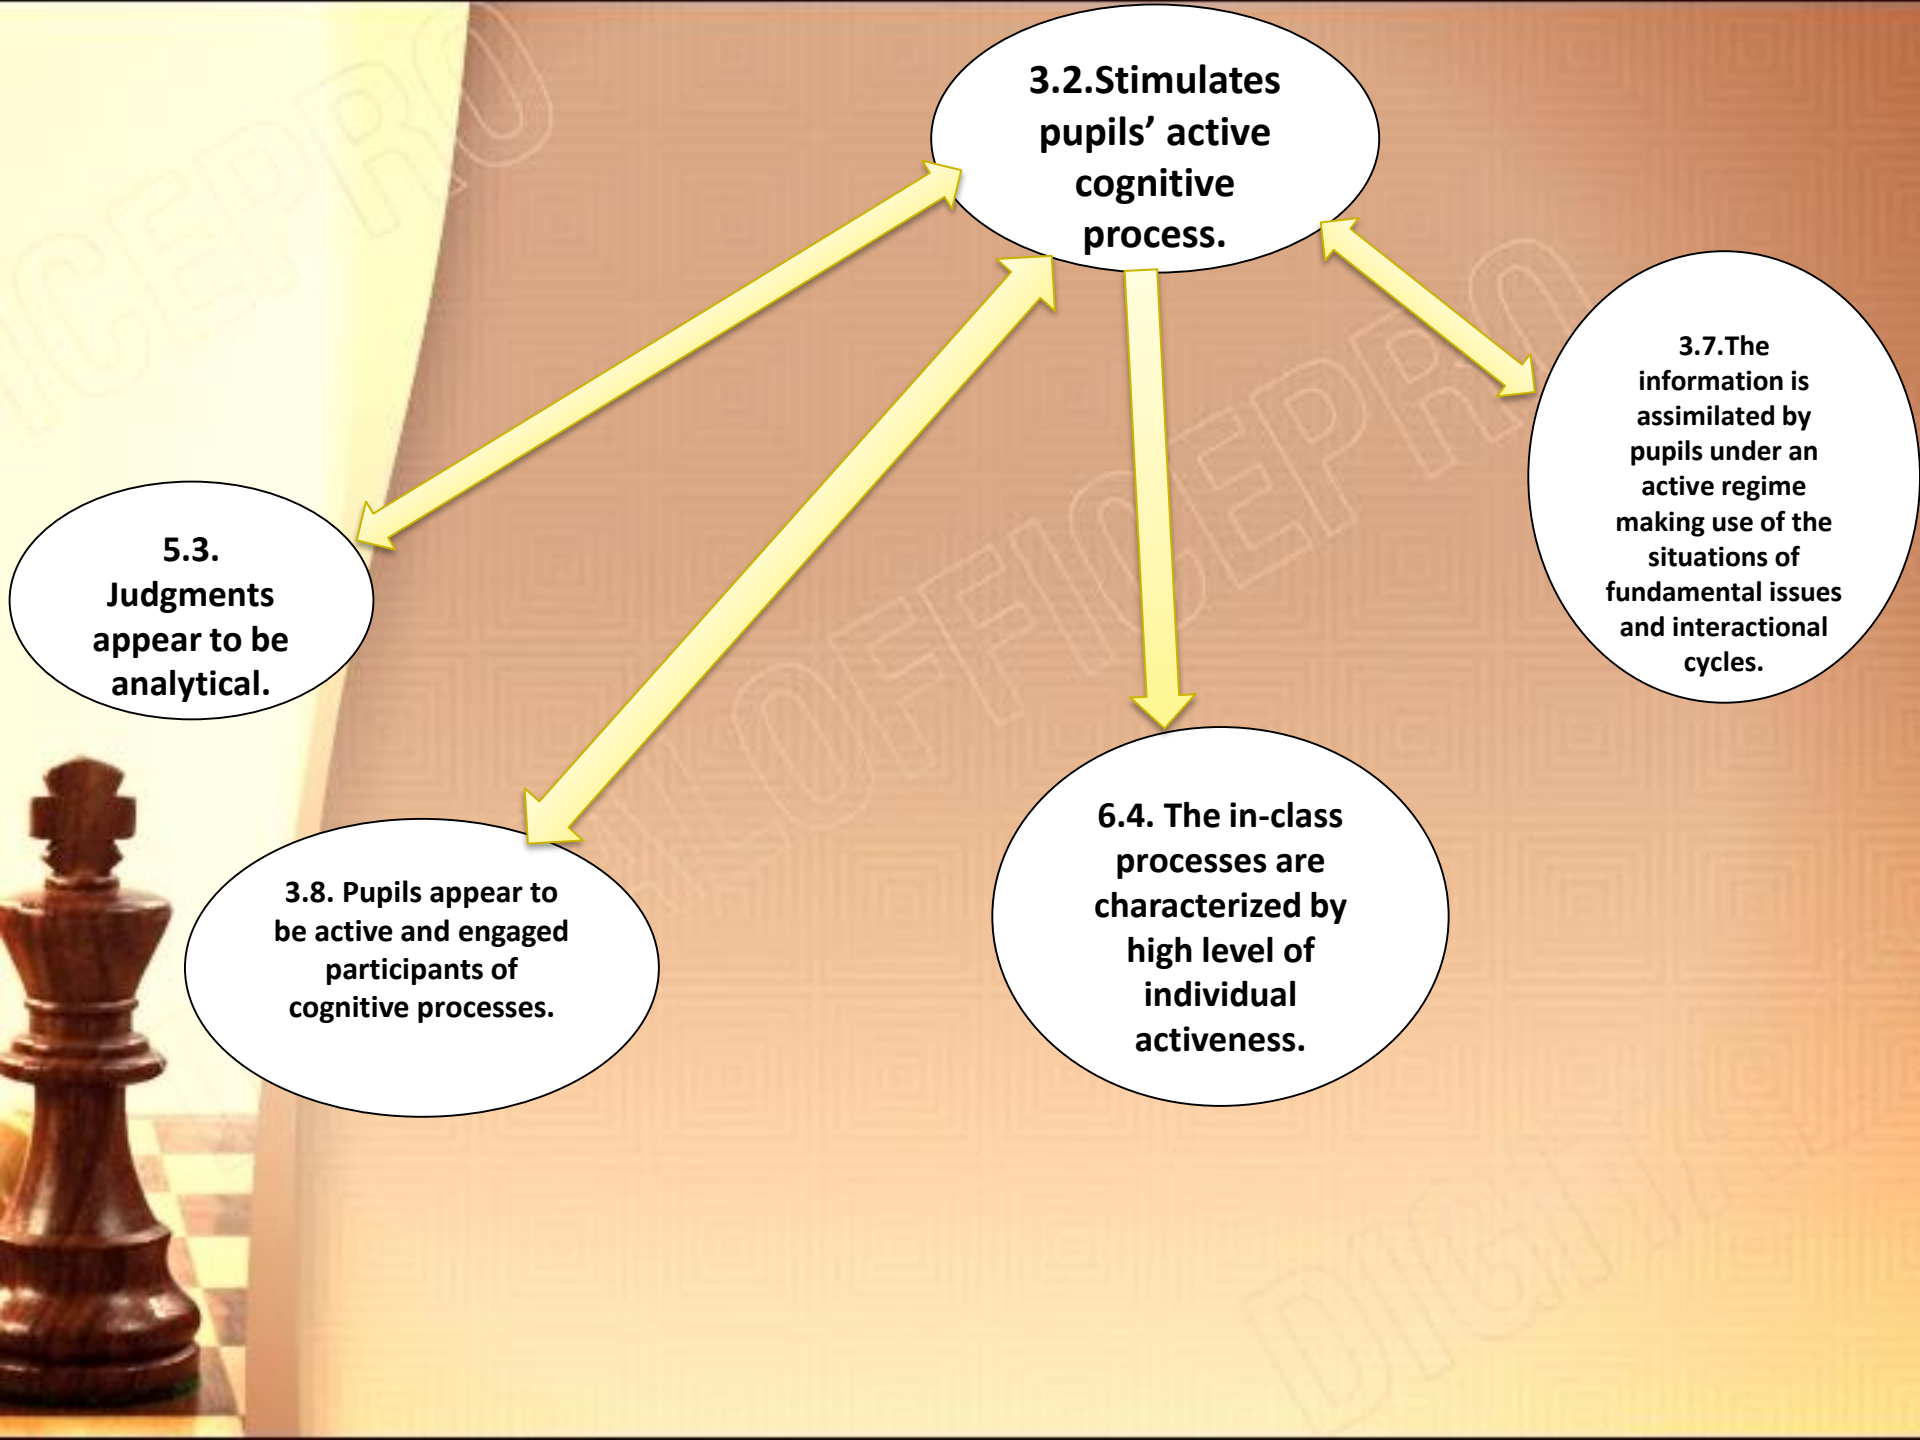 3.2.Stimulates
pupils’ active
cognitive
process.
3.7.The
information is
assimilated by
pupils under an
active regime
making use of the
situations of
fundamental issues
and interactional
cycles.
5.3.
Judgments
appear to be
analytical.
6.4. The in-class
processes are
characterized by
high level of
individual
activeness.
3.8. Pupils appear to
be active and engaged
participants of
cognitive processes.